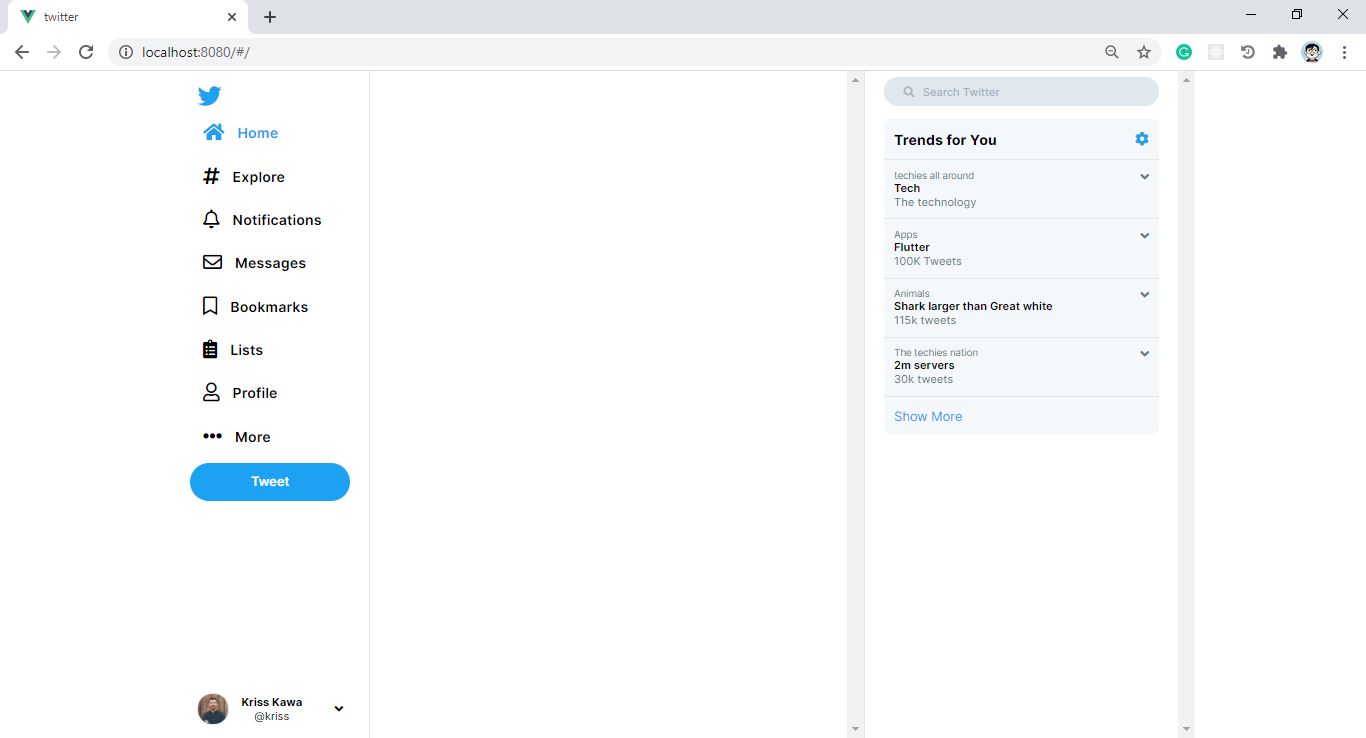 twitter
localhost:8080/#/
Home
Explore
Notifications
Messages
Bookmarks
Lists
Profile
More
Tweet
Kriss Kawa
@kriss
Search Twitter
Trends for You
techies all around
Tech
The technology
Apps
Flutter
100K Tweets
Animals
Shark larger than Great white
115k tweets
The techies nation
2m servers
30k tweets
Show More